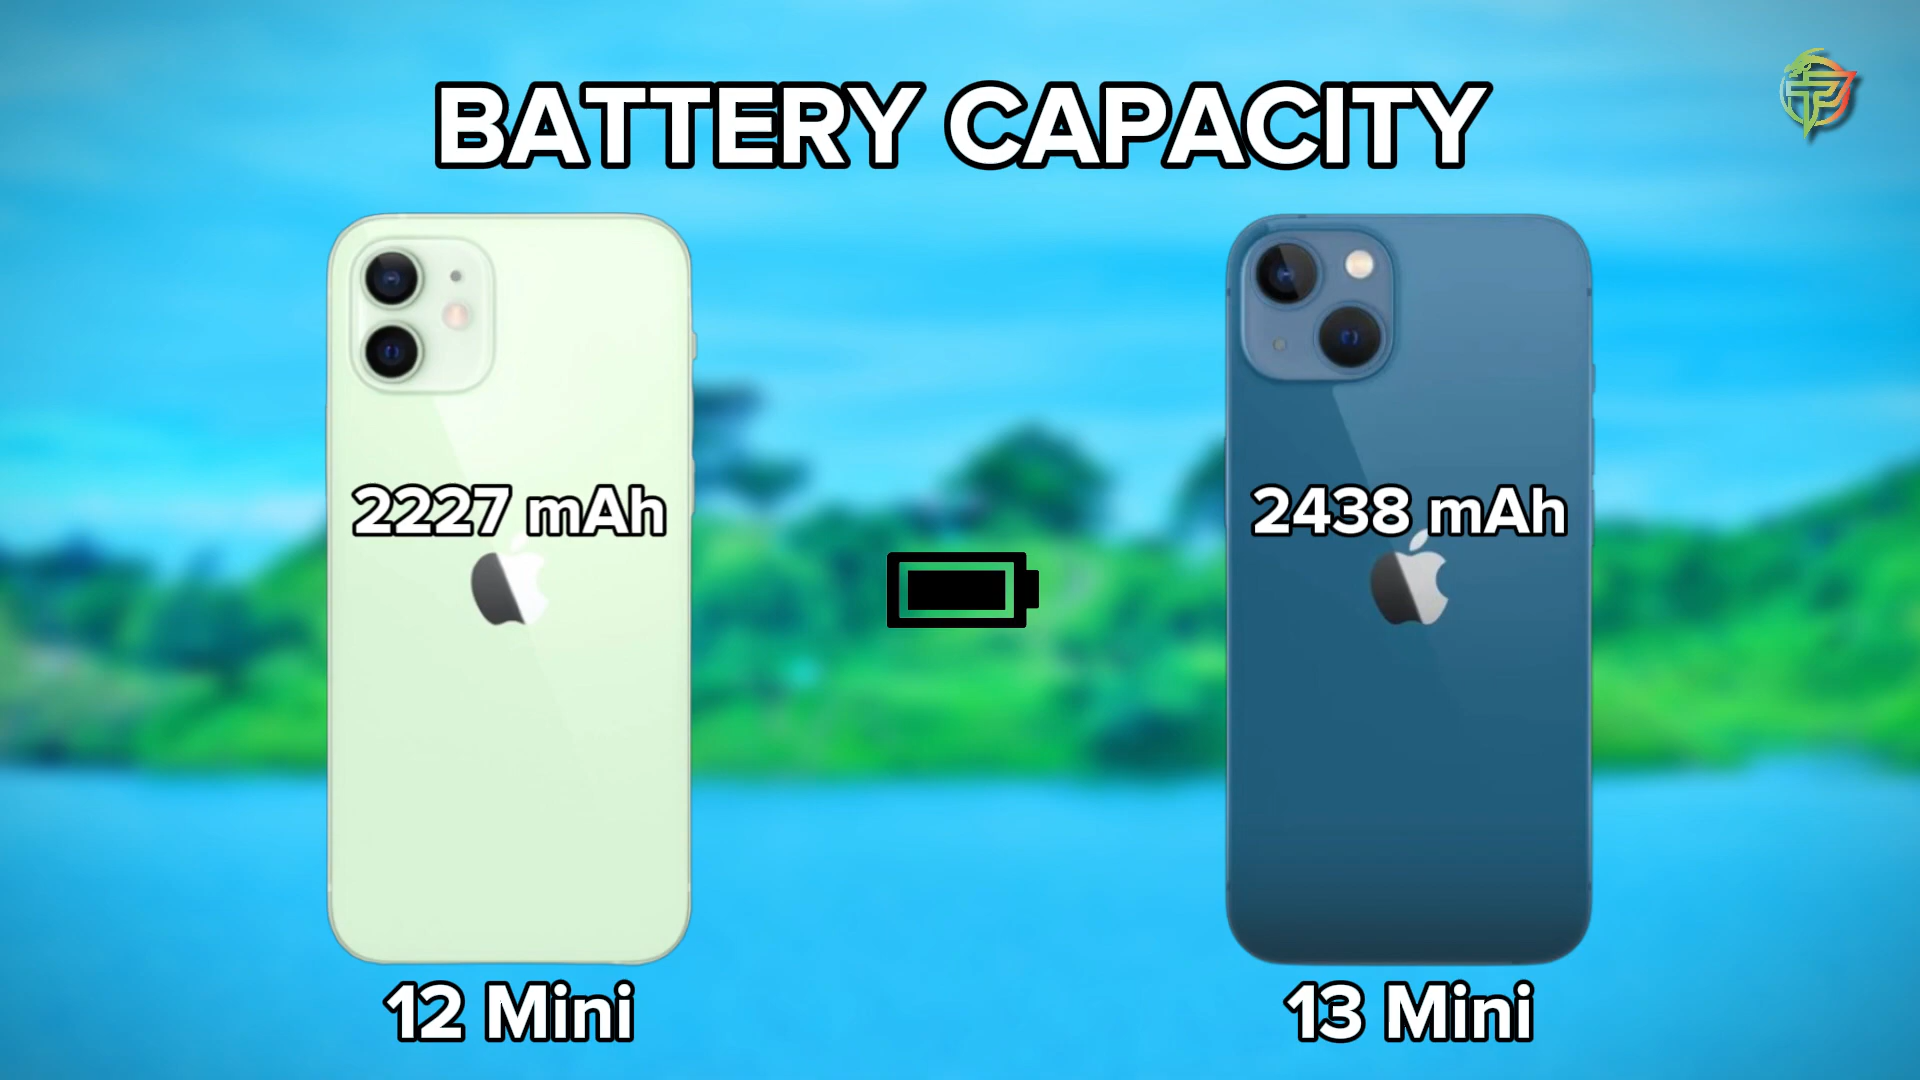 BATTERY CAPACITY
2227 mAh
2438 mAh
12 Mini
13 Mini